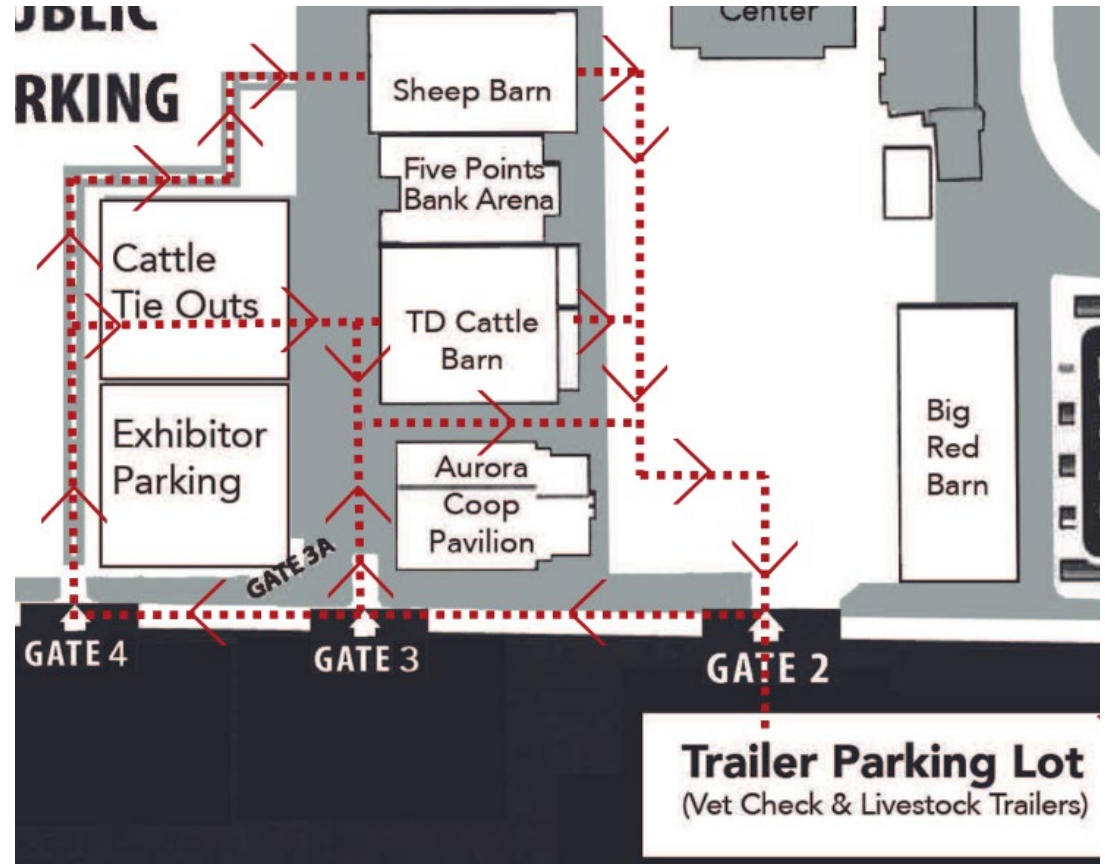 RKING
Center
Sheep Barn
Five Points
Bank Arena
Cattle
Tie Outs
TD Cattle
Barn
Exhibitor
Parking
Aurora
Coop
Pavilion
Big
Red
Barn
GATE 3A
GATE 4
GATE 3
GATE 2
Trailer Parking Lot
(Vet Check & Livestock Trailers)